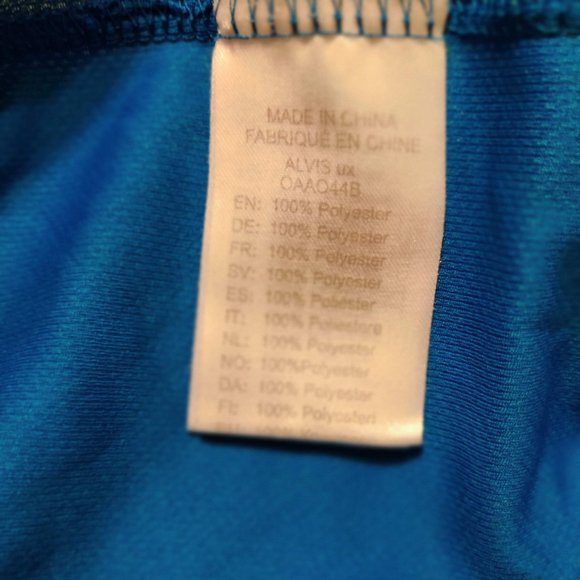 MADE IN CHINA
FABRIQUE EN CHINE
ALVIS ux
OAAO44B
EN: 100% Polyester
DE: 100% Polyester
FR: 100% Polyester
SV: 100% Polyester
ES: 100% Poliéster
IT: 100% Poliestere
NL: 100% Polyester
NO: 100%Polyester
DA: 100% Polyester
FI: 100% Polyesteri